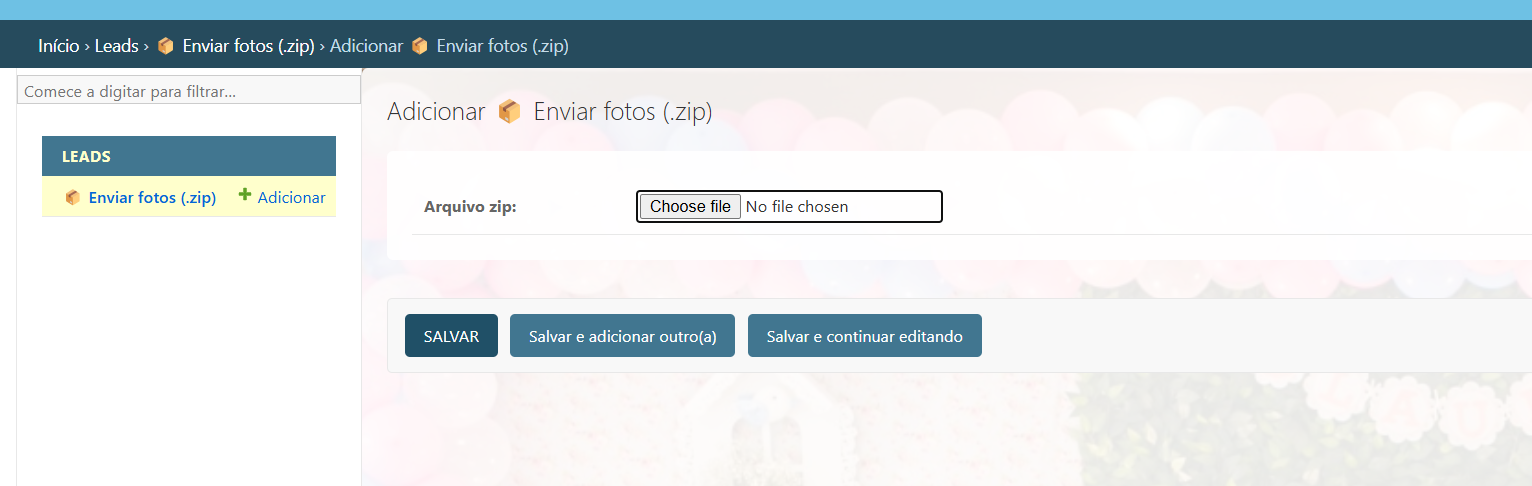 Início › Leads › 📦 Enviar fotos (.zip) › Adicionar 📦 Enviar fotos (.zip)
Comece a digitar para filtrar...
LEADS
📦 Enviar fotos (.zip) + Adicionar
Adicionar 📦 Enviar fotos (.zip)
Arquivo zip: Choose file No file chosen
SALVAR Salvar e adicionar outro(a) Salvar e continuar editando